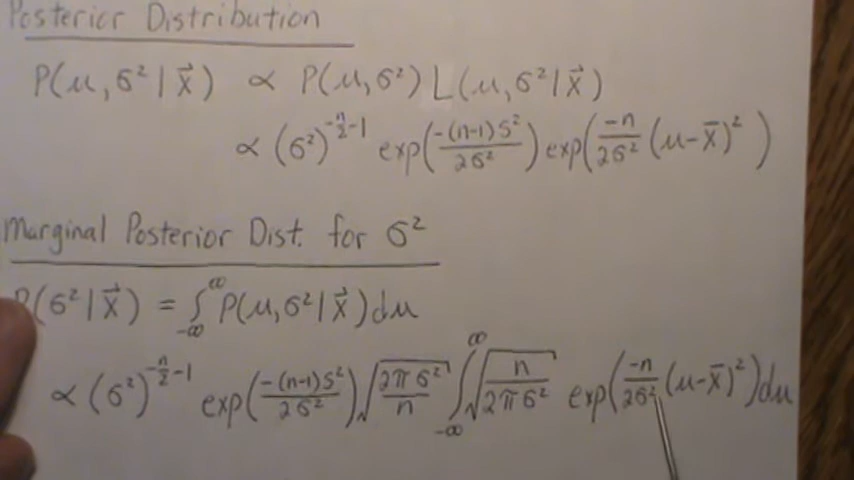 Posterior Distribution
P(μ, σ² | x⃗) ∝ P(μ, σ²) L(μ, σ² | x⃗)
∝ (σ²)^(-n/2 -1) exp(-(n-1)S²/2σ²) exp(-n/2σ² (μ-x̄)²)
Marginal Posterior Dist. for σ²
P(σ² | x⃗) = ∫_{-∞}^{∞} P(μ, σ² | x⃗) dμ
∝ (σ²)^(-n/2 -1) exp(-(n-1)S²/2σ²) √(2πσ²/n) ∫_{-∞}^{∞} √(n/2πσ²) exp(-n/2σ² (μ-x̄)²) dμ